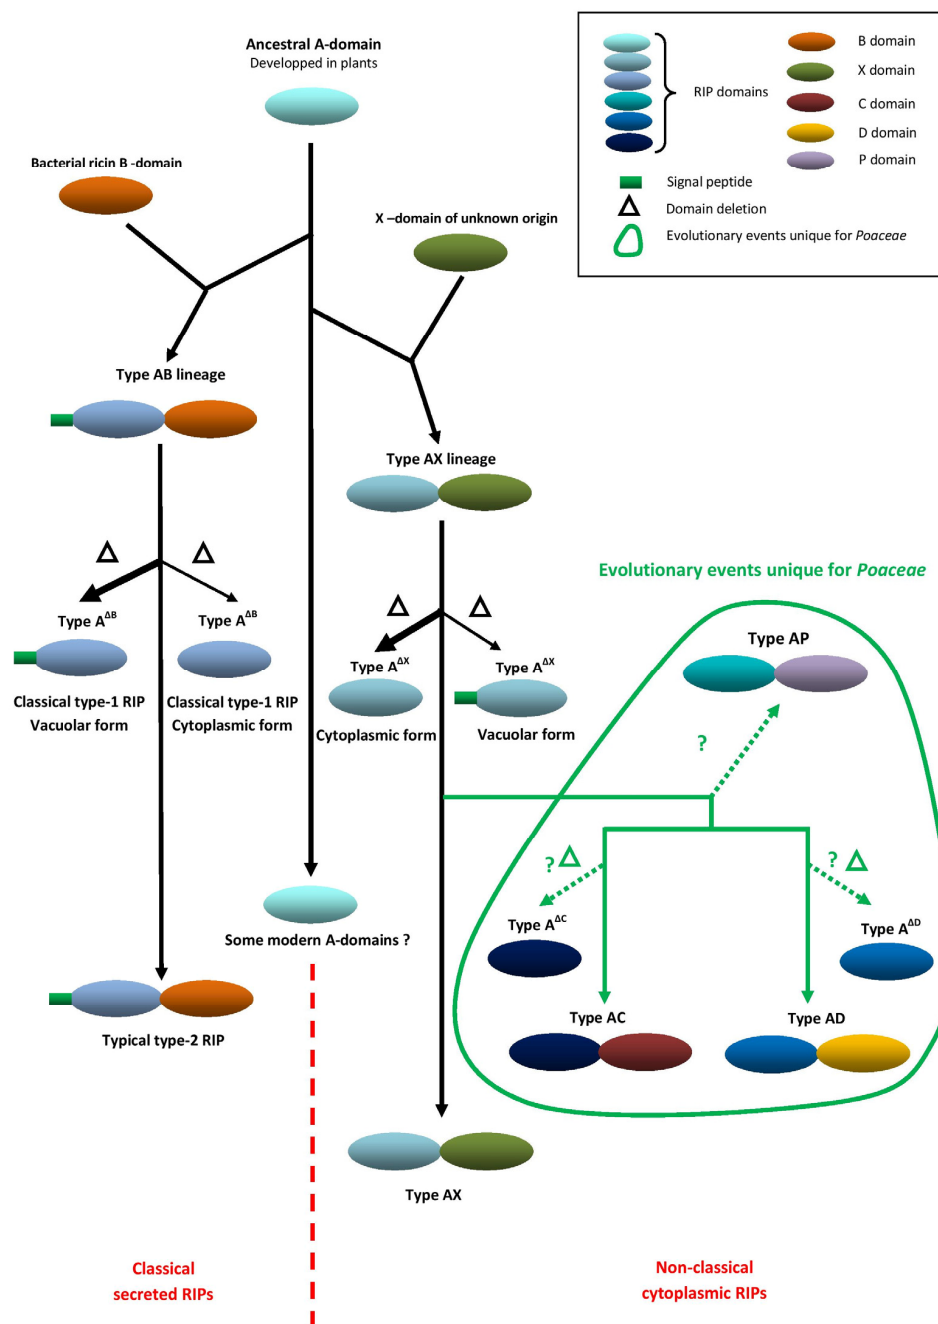 Ancestral A-domain
Developped in plants
Bacterial ricin B -domain
X –domain of unknown origin
RIP domains
B domain
X domain
C domain
D domain
P domain
Signal peptide
Domain deletion
Evolutionary events unique for Poaceae
Type AB lineage
Type AX lineage
Evolutionary events unique for Poaceae
Type A^ΔB
Type A^ΔB
Classical type-1 RIP
Vacuolar form
Classical type-1 RIP
Cytoplasmic form
Type A^ΔX
Type A^ΔX
Cytoplasmic form
Vacuolar form
Type AP
?
?
?
Type A^ΔC
Type A^ΔD
Some modern A-domains ?
Type AC
Type AD
Typical type-2 RIP
Type AX
Classical
secreted RIPs
Non-classical
cytoplasmic RIPs